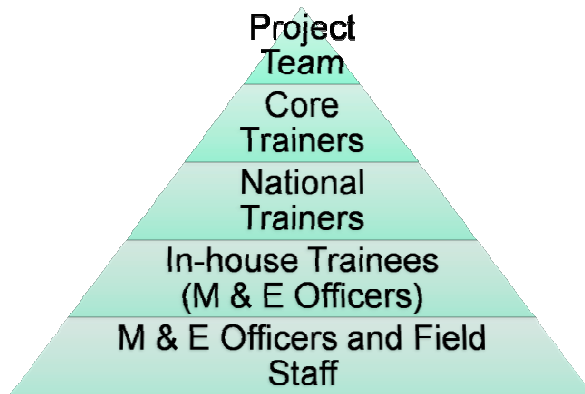 Project
Team
Core
Trainers
National
Trainers
In-house Trainees
(M & E Officers)
M & E Officers and Field
Staff